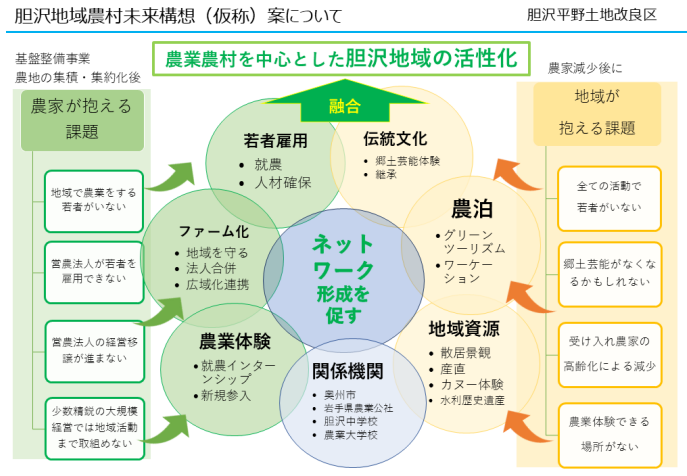 胆沢地域農村未来構想（仮称）案について
胆沢平野土地改良区
基盤整備事業
農地の集積・集約化後
農業農村を中心とした胆沢地域の活性化
農家減少後に
融合
農家が抱える
課題
地域で農業をする
若者がいない
営農法人が若者を
雇用できない
営農法人の経営移
譲が進まない
少数精鋭の大規模
経営では地域活動
まで取組めない
若者雇用
• 就農
• 人材確保
ファーム化
• 地域を守る
• 法人合併
• 広域化連携
農業体験
• 就農インター
ンシップ
• 新規参入
ネット
ワーク
形成を
促す
関係機関
• 奥州市
• 岩手県農業公社
• 胆沢中学校
• 農業大学校
伝統文化
• 郷土芸能体験
• 継承
農泊
• グリーン
ツーリズム
• ワーケー
ション
地域資源
• 散居景観
• 産直
• カヌー体験
• 水利歴史遺産
地域が
抱える課題
全ての活動で
若者がいない
郷土芸能がなくな
るかもしれない
受け入れ農家の
高齢化による減少
農業体験できる
場所がない